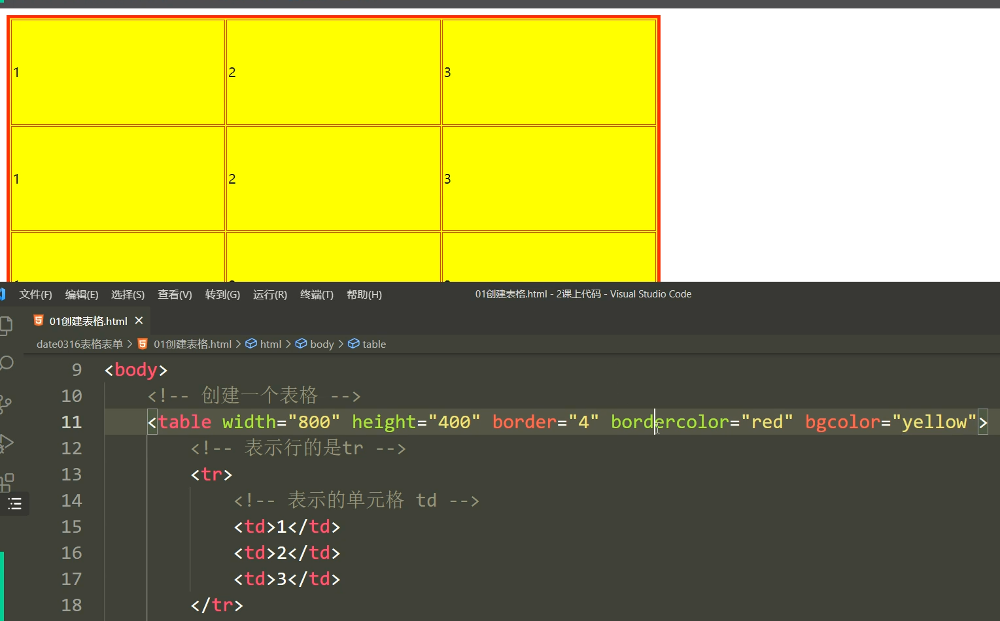 1 2 3
1 2 3
文件(F) 编辑(E) 选择(S) 查看(V) 转到(G) 运行(R) 终端(T) 帮助(H) 01创建表格.html - 2课上代码 - Visual Studio Code
01创建表格.html ×
date0316表格表单 > 01创建表格.html > html > body > table
9 <body>
10 <!-- 创建一个表格 -->
11 <table width="800" height="400" border="4" bordercolor="red" bgcolor="yellow">
12 <!-- 表示行的是tr -->
13 <tr>
14 <!-- 表示的单元格 td -->
15 <td>1</td>
16 <td>2</td>
17 <td>3</td>
18 </tr>